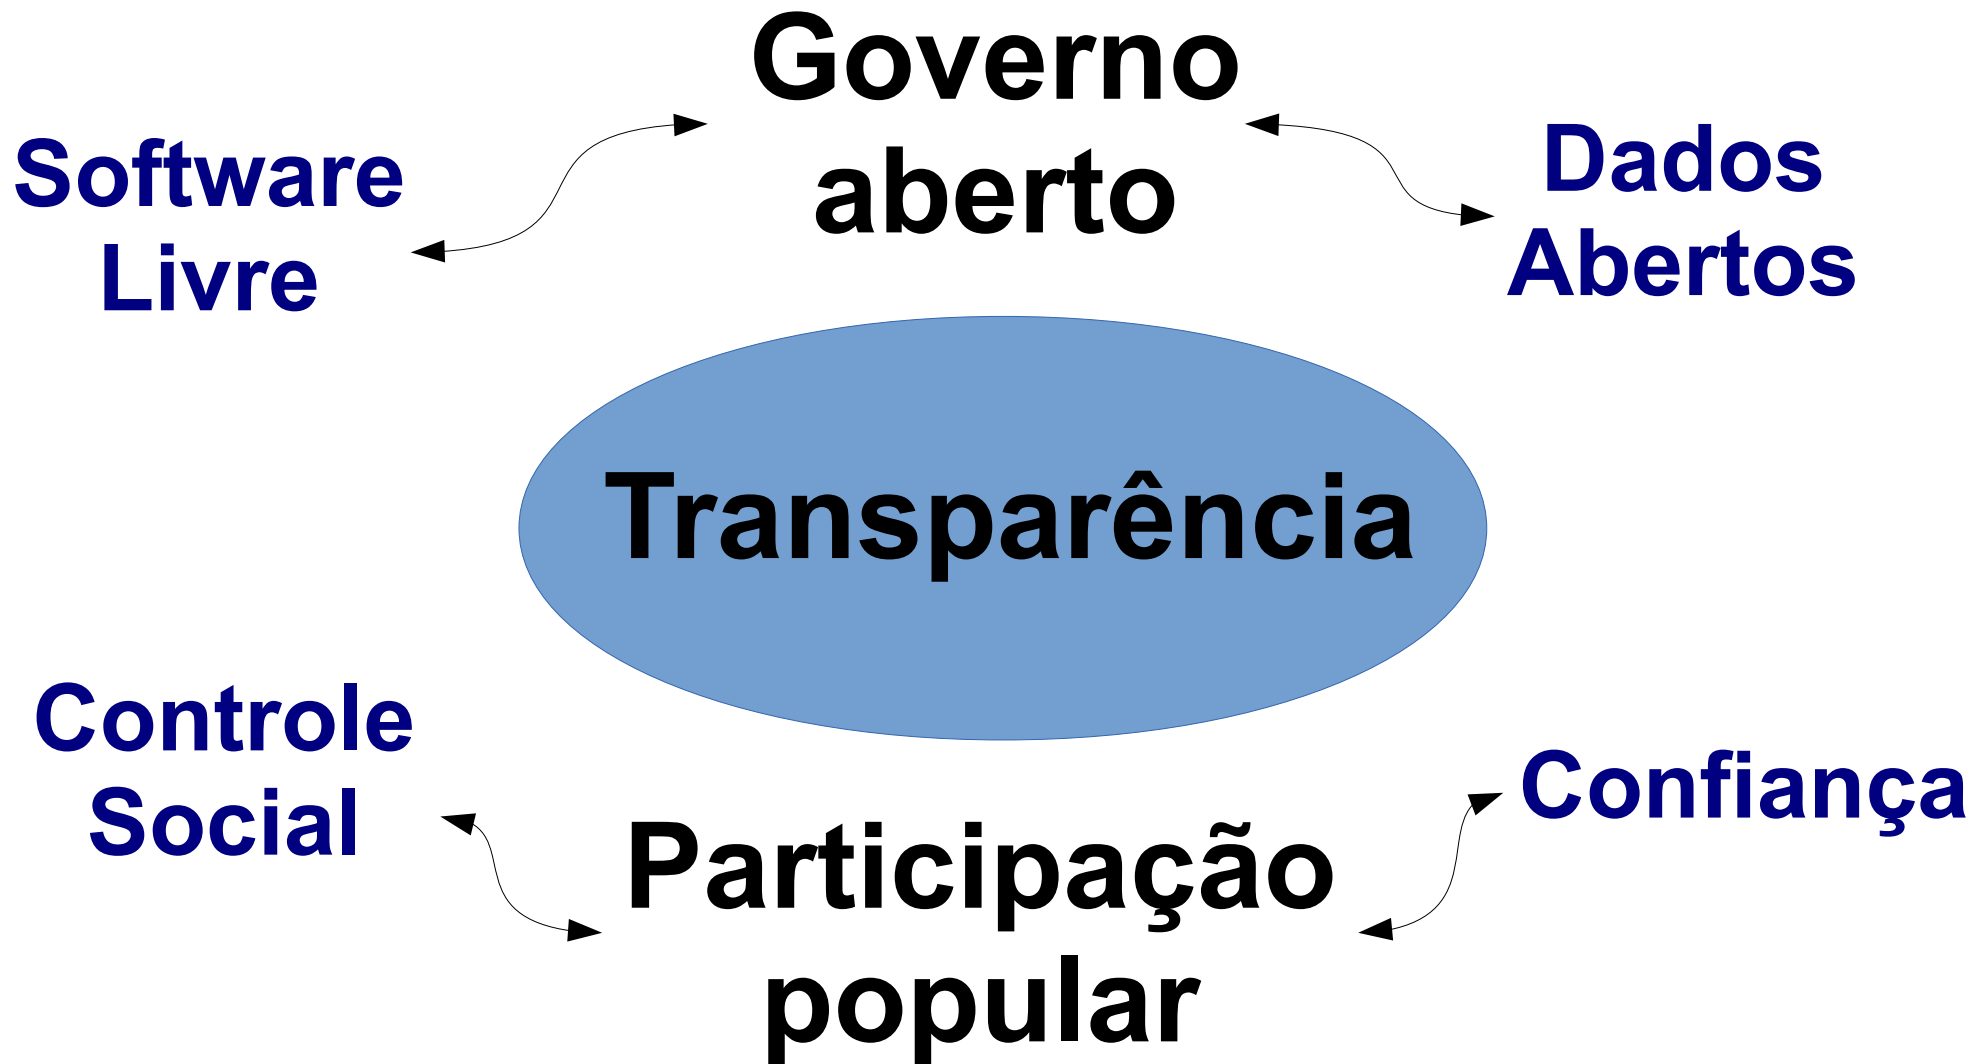 Governo
aberto
Software
Livre
Dados
Abertos
Transparência
Controle
Social
Confiança
Participação
popular